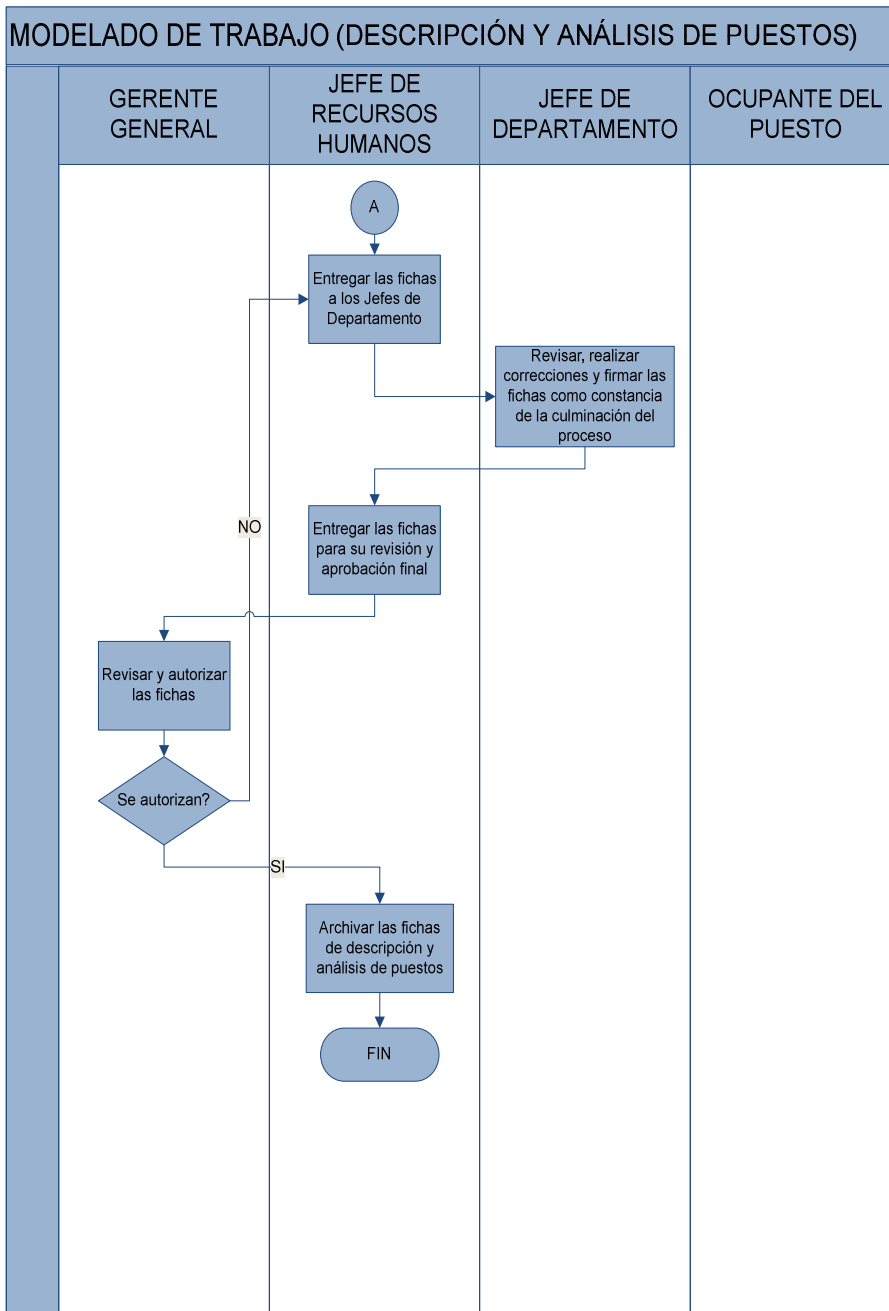 MODELADO DE TRABAJO (DESCRIPCIÓN Y ANÁLISIS DE PUESTOS)
GERENTE
GENERAL
JEFE DE
RECURSOS
HUMANOS
JEFE DE
DEPARTAMENTO
OCUPANTE DEL
PUESTO
A
Entregar las fichas
a los Jefes de
Departamento
Revisar, realizar
correcciones y firmar las
fichas como constancia
de la culminación del
proceso
NO
Entregar las fichas
para su revisión y
aprobación final
Revisar y autorizar
las fichas
Se autorizan?
SI
Archivar las fichas
de descripción y
análisis de puestos
FIN